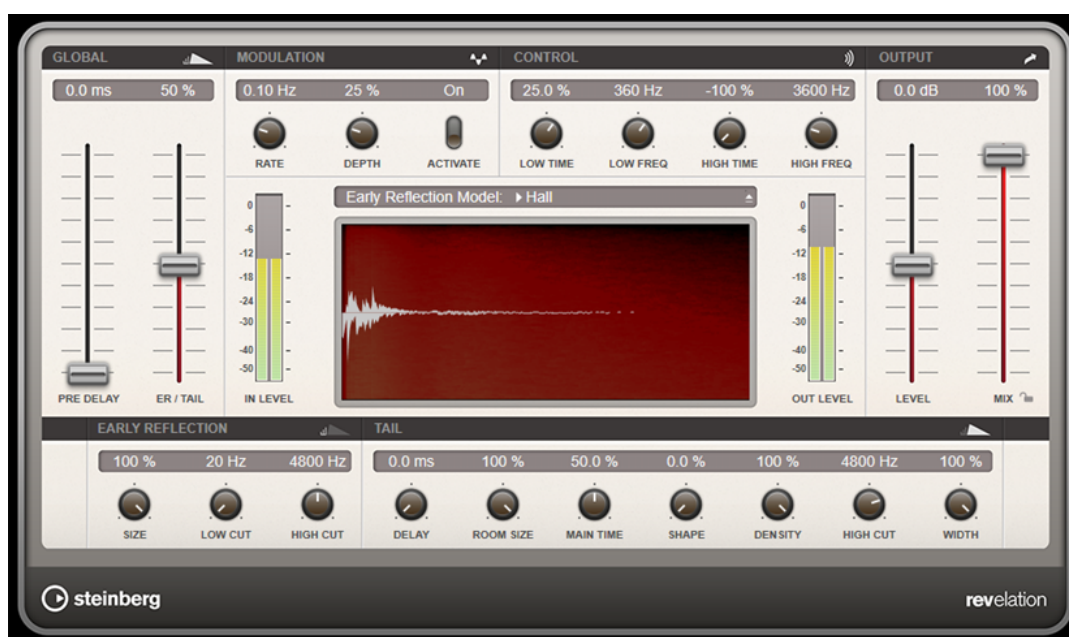 GLOBAL MODULATION CONTROL OUTPUT
0.0 ms 50 % 0.10 Hz 25 % On 25.0 % 360 Hz -100 % 3600 Hz 0.0 dB 100 %
RATE DEPTH ACTIVATE LOW TIME LOW FREQ HIGH TIME HIGH FREQ
Early Reflection Model: Hall
0 0
-6 -6
-12 -12
-18 -18
-24 -24
-30 -30
-40 -40
-50 -50
PRE DELAY ER / TAIL IN LEVEL OUT LEVEL LEVEL MIX
EARLY REFLECTION TAIL
100 % 20 Hz 4800 Hz 0.0 ms 100 % 50.0 % 0.0 % 100 % 4800 Hz 100 %
SIZE LOW CUT HIGH CUT DELAY ROOM SIZE MAIN TIME SHAPE DENSITY HIGH CUT WIDTH
steinberg revelation